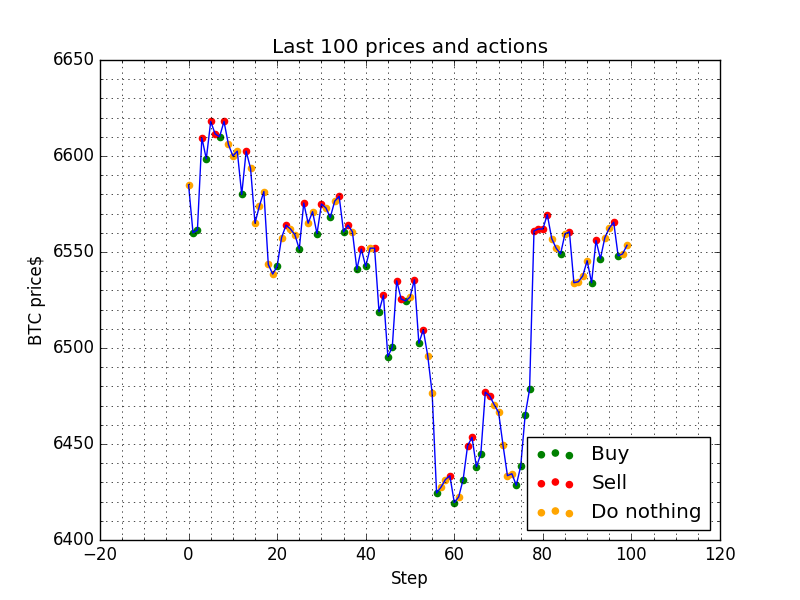 Last 100 prices and actions
6650
6600
6550
6500
6450
6400
BTC price$
−20 0 20 40 60 80 100 120
Step
Buy
Sell
Do nothing